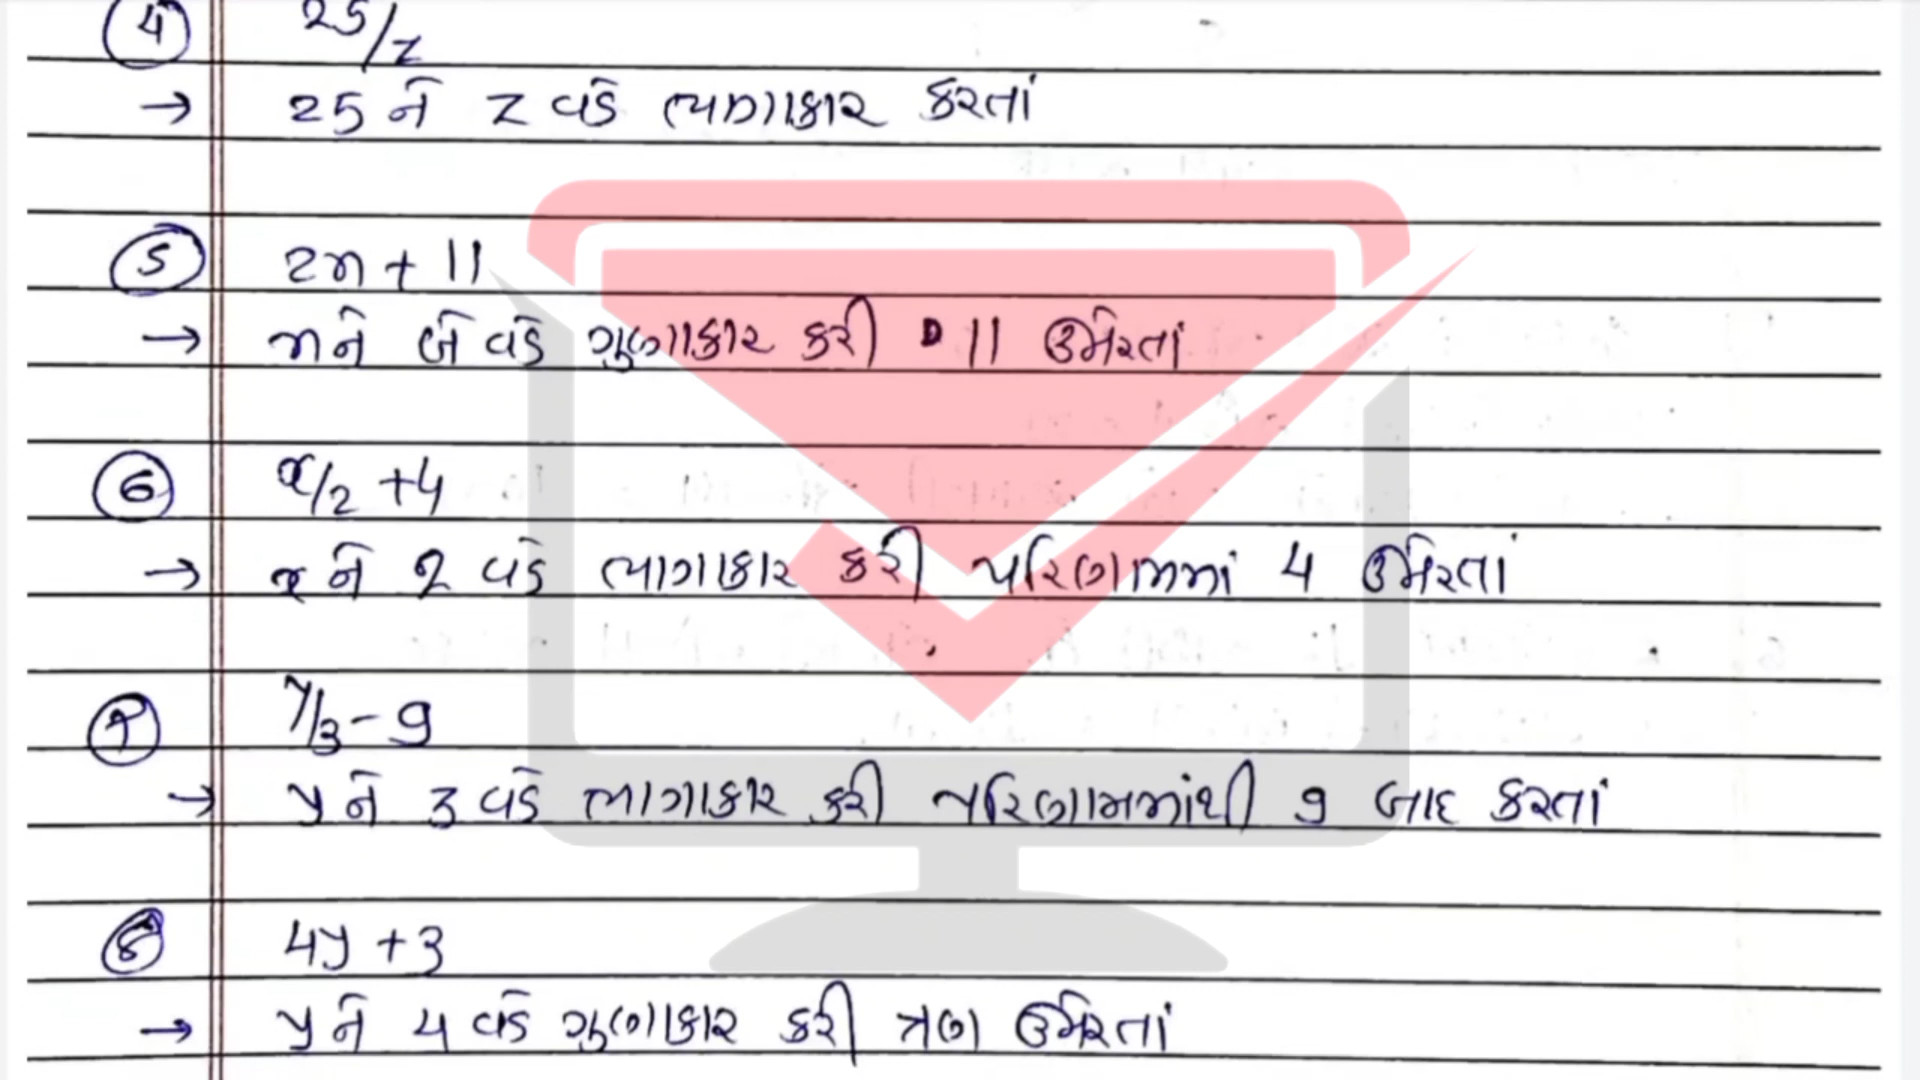 4 25/z
→ 25 ને z વડે ભાગાકાર કરતાં
5 2m + 11
→ mને બે વડે ગુણાકાર કરી 11 ઉમેરતાં
6 x/2 +4
→ x ને 2 વડે ભાગાકાર કરી પરિણામમાં 4 ઉમેરતાં
7 y/3 - 9
→ y ને 3 વડે ભાગાકાર કરી પરિણામમાંથી 9 બાદ કરતાં
8 4y +3
→ y ને 4 વડે ગુણાકાર કરી ત્રણ ઉમેરતાં